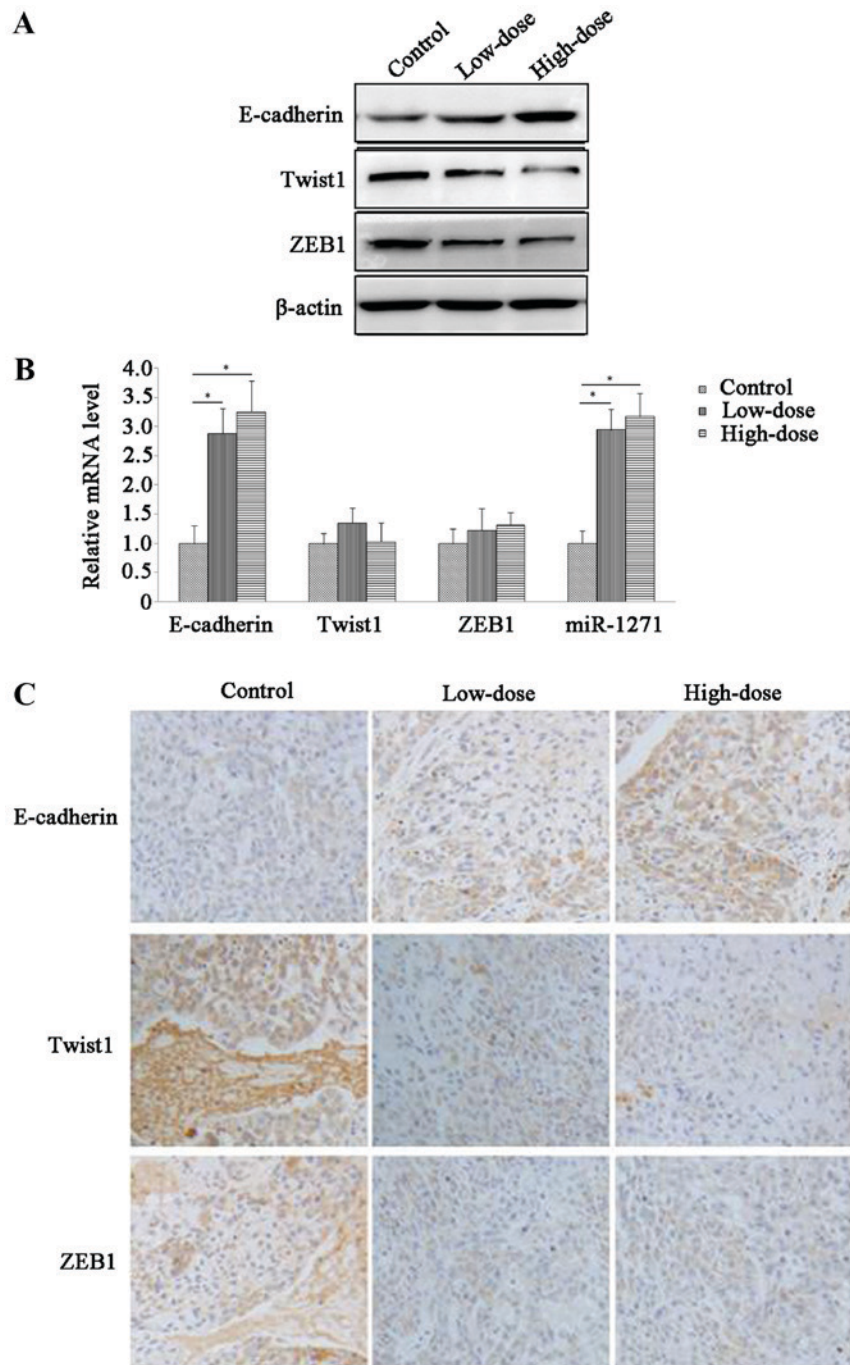 A
Control Low-dose High-dose
E-cadherin
Twist1
ZEB1
β-actin
B
Relative mRNA level
4.0
3.5
3.0
2.5
2.0
1.5
1.0
0.5
0
* * * *
Control
Low-dose
High-dose
E-cadherin Twist1 ZEB1 miR-1271
C
Control Low-dose High-dose
E-cadherin
Twist1
ZEB1